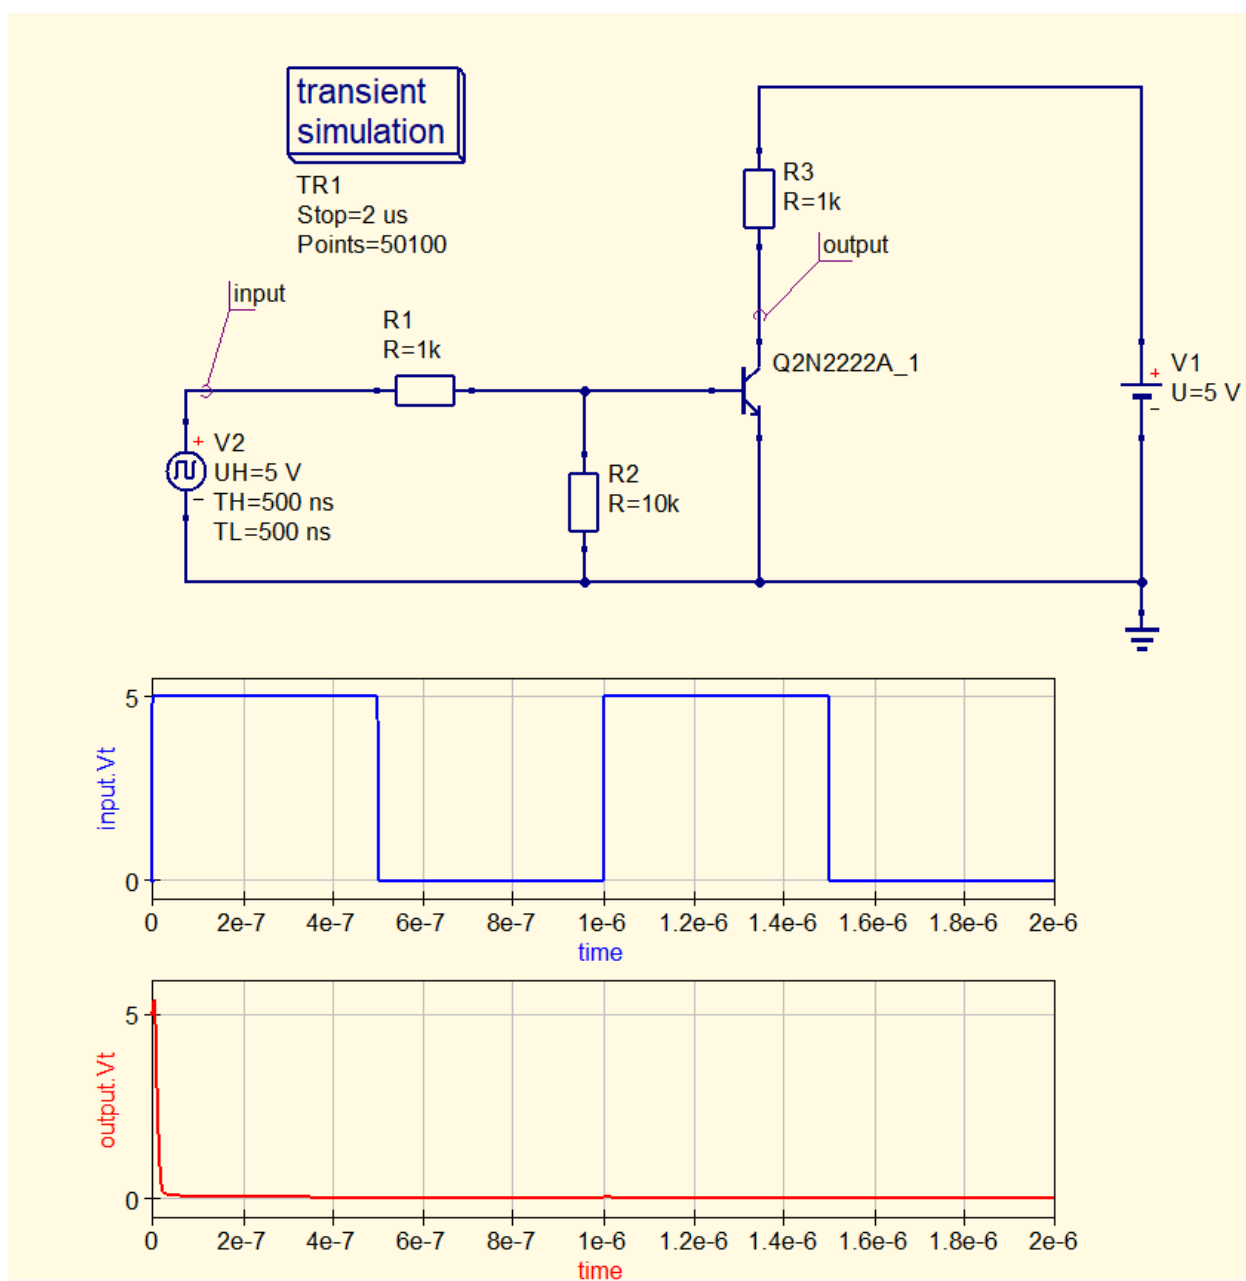 transient
simulation
TR1
Stop=2 us
Points=50100
R3
R=1k
output
input
R1
R=1k
Q2N2222A_1
V1
U=5 V
+
−
+
V2
UH=5 V
−
TH=500 ns
TL=500 ns
R2
R=10k
5
0
input.Vt
0 2e-7 4e-7 6e-7 8e-7 1e-6 1.2e-6 1.4e-6 1.6e-6 1.8e-6 2e-6
time
5
0
output.Vt
0 2e-7 4e-7 6e-7 8e-7 1e-6 1.2e-6 1.4e-6 1.6e-6 1.8e-6 2e-6
time